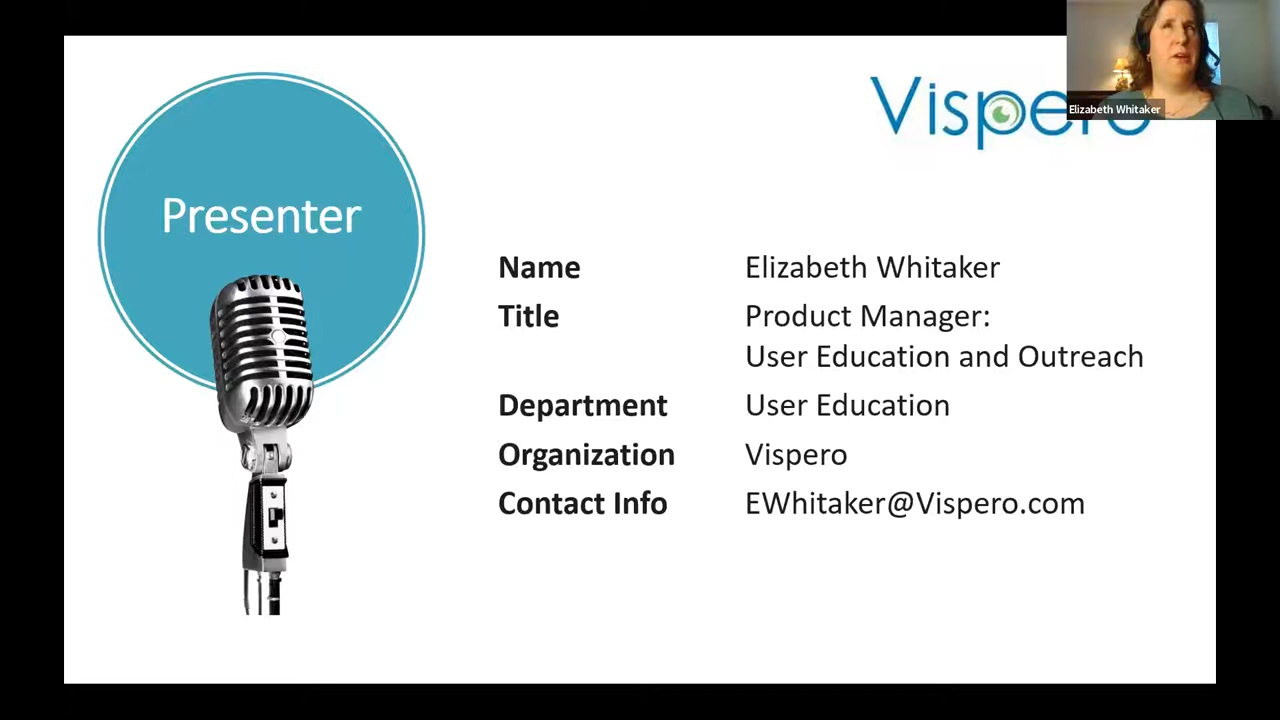 Vispero
Elizabeth Whitaker
Presenter
Name Elizabeth Whitaker
Title Product Manager:
User Education and Outreach
Department User Education
Organization Vispero
Contact Info EWhitaker@Vispero.com